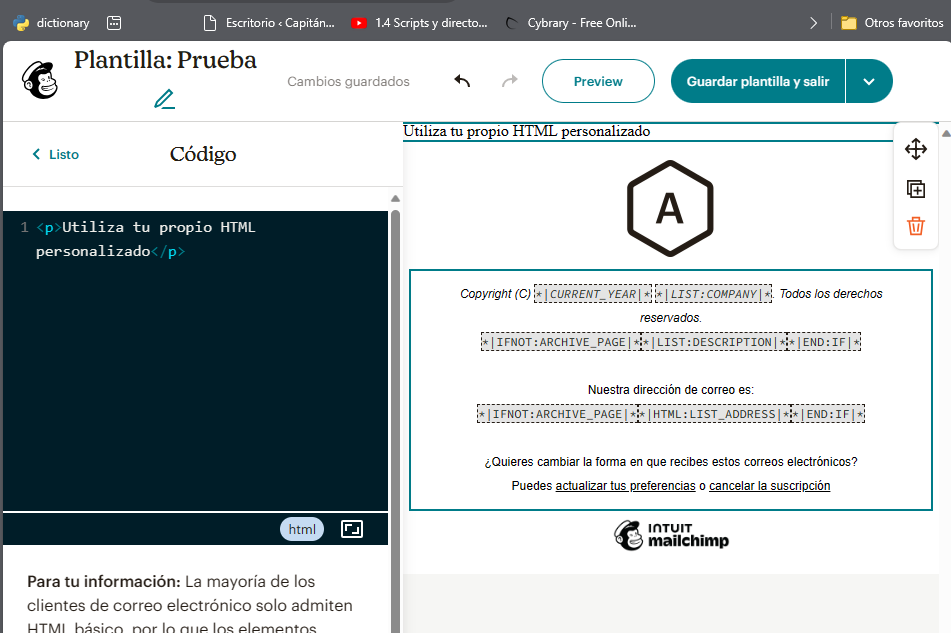 dictionary
Escritorio ‹ Capitán...
1.4 Scripts y directo...
Cybrary - Free Onli...
Otros favoritos
Plantilla: Prueba
Cambios guardados
Preview
Guardar plantilla y salir
Listo
Código
1 <p>Utiliza tu propio HTML
personalizado</p>
html
Para tu información: La mayoría de los
clientes de correo electrónico solo admiten
HTML básico, por lo que los elementos
Utiliza tu propio HTML personalizado
A
Copyright (C) *|CURRENT_YEAR|* *|LIST:COMPANY|*. Todos los derechos
reservados.
*|IFNOT:ARCHIVE_PAGE|**|LIST:DESCRIPTION|**|END:IF|*
Nuestra dirección de correo es:
*|IFNOT:ARCHIVE_PAGE|**|HTML:LIST_ADDRESS|**|END:IF|*
¿Quieres cambiar la forma en que recibes estos correos electrónicos?
Puedes actualizar tus preferencias o cancelar la suscripción
INTUIT
mailchimp